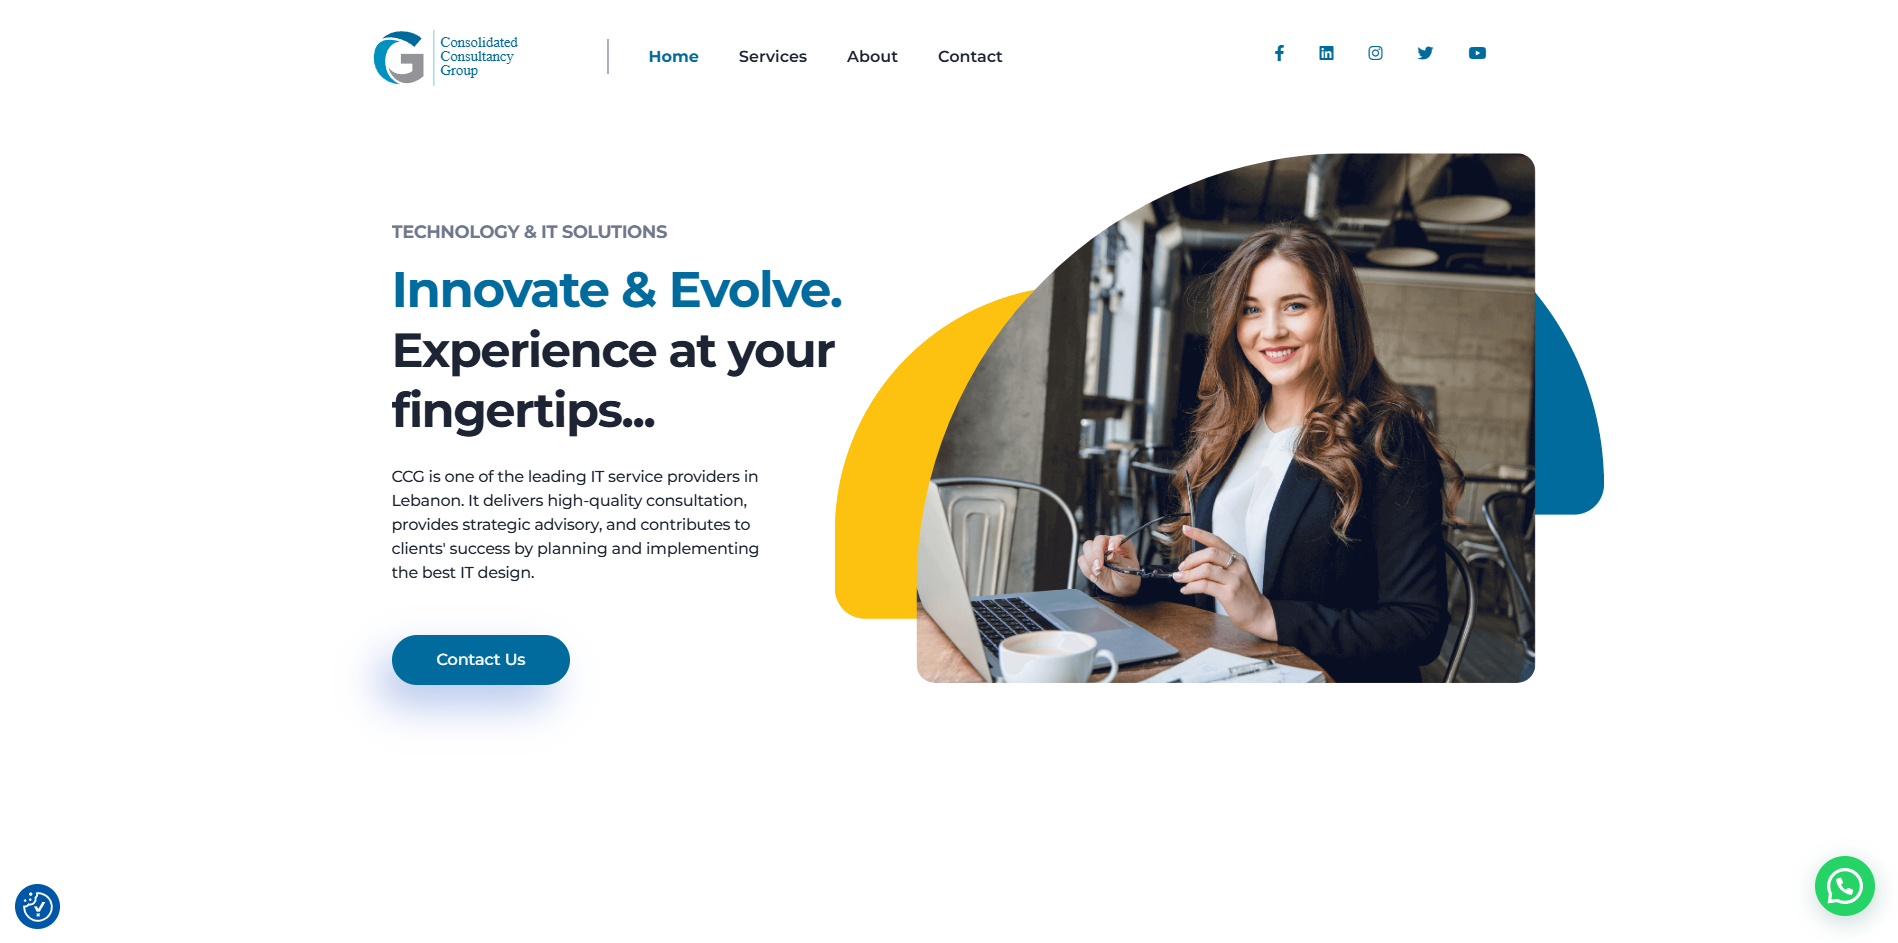 Consolidated
Consultancy
Group
Home
Services
About
Contact
TECHNOLOGY & IT SOLUTIONS
Innovate & Evolve.
Experience at your
fingertips...
CCG is one of the leading IT service providers in
Lebanon. It delivers high-quality consultation,
provides strategic advisory, and contributes to
clients' success by planning and implementing
the best IT design.
Contact Us